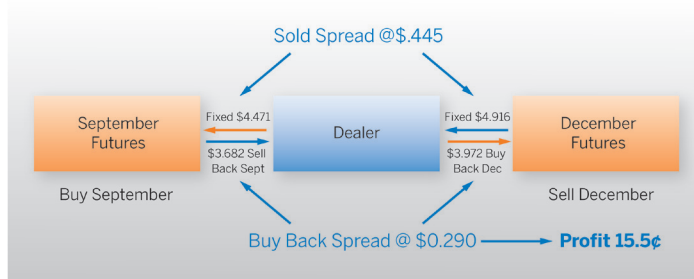 Sold Spread @$.445
September
Futures
Fixed $4.471
$3.682 Sell
Back Sept
Dealer
Fixed $4.916
$3.972 Buy
Back Dec
December
Futures
Buy September
Sell December
Buy Back Spread @ $0.290
Profit 15.5¢